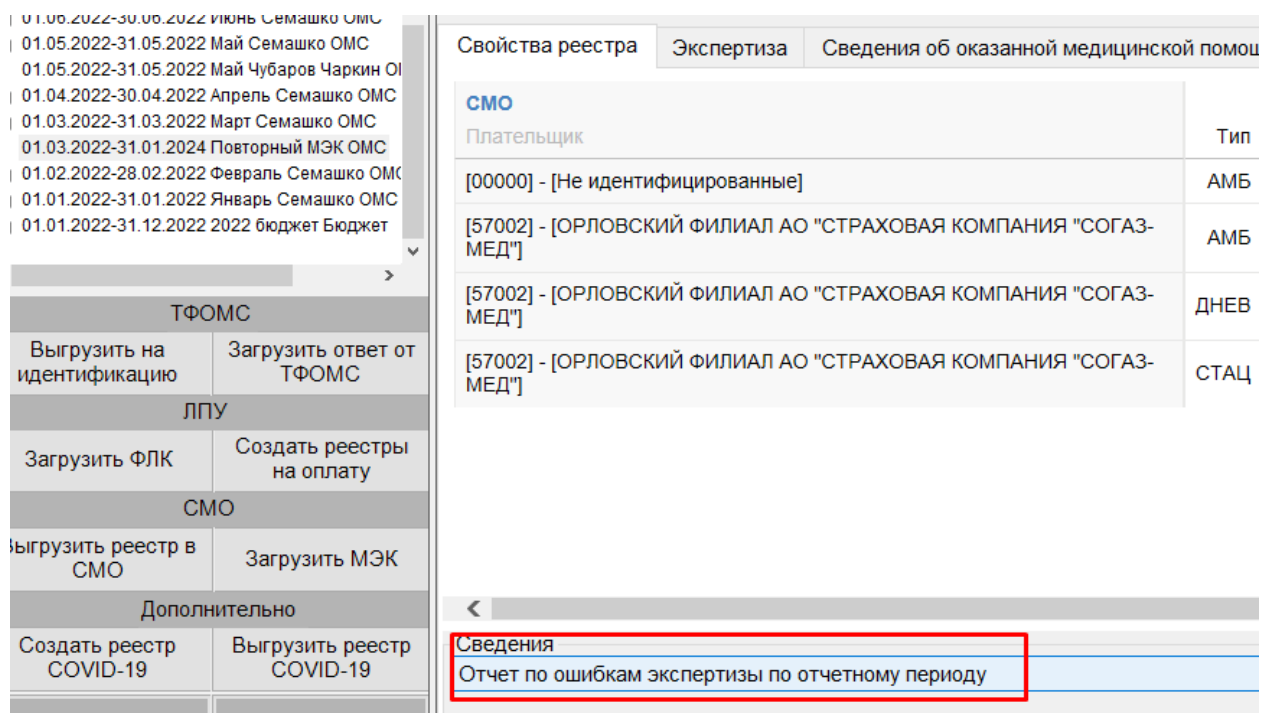 01.06.2022-30.06.2022 Июнь Семашко ОМС
01.05.2022-31.05.2022 Май Семашко ОМС
01.05.2022-31.05.2022 Май Чубаров Чаркин
01.04.2022-30.04.2022 Апрель Семашко ОМС
01.03.2022-31.03.2022 Март Семашко ОМС
01.03.2022-31.01.2024 Повторный МЭК ОМС
01.02.2022-28.02.2022 Февраль Семашко ОМС
01.01.2022-31.01.2022 Январь Семашко ОМС
01.01.2022-31.12.2022 2022 бюджет Бюджет
ТФОМС
Выгрузить на
идентификацию
Загрузить ответ от
ТФОМС
ЛПУ
Загрузить ФЛК
Создать реестры
на оплату
СМО
Выгрузить реестр в
СМО
Загрузить МЭК
Дополнительно
Создать реестр
COVID-19
Выгрузить реестр
COVID-19
Свойства реестра
Экспертиза
Сведения об оказанной медицинской помощ
СМО
Плательщик
Тип
[00000] - [Не идентифицированные]
АМБ
[57002] - [ОРЛОВСКИЙ ФИЛИАЛ АО "СТРАХОВАЯ КОМПАНИЯ "СОГАЗ-
МЕД"]
АМБ
[57002] - [ОРЛОВСКИЙ ФИЛИАЛ АО "СТРАХОВАЯ КОМПАНИЯ "СОГАЗ-
МЕД"]
ДНЕВ
[57002] - [ОРЛОВСКИЙ ФИЛИАЛ АО "СТРАХОВАЯ КОМПАНИЯ "СОГАЗ-
МЕД"]
СТАЦ
Сведения
Отчет по ошибкам экспертизы по отчетному периоду